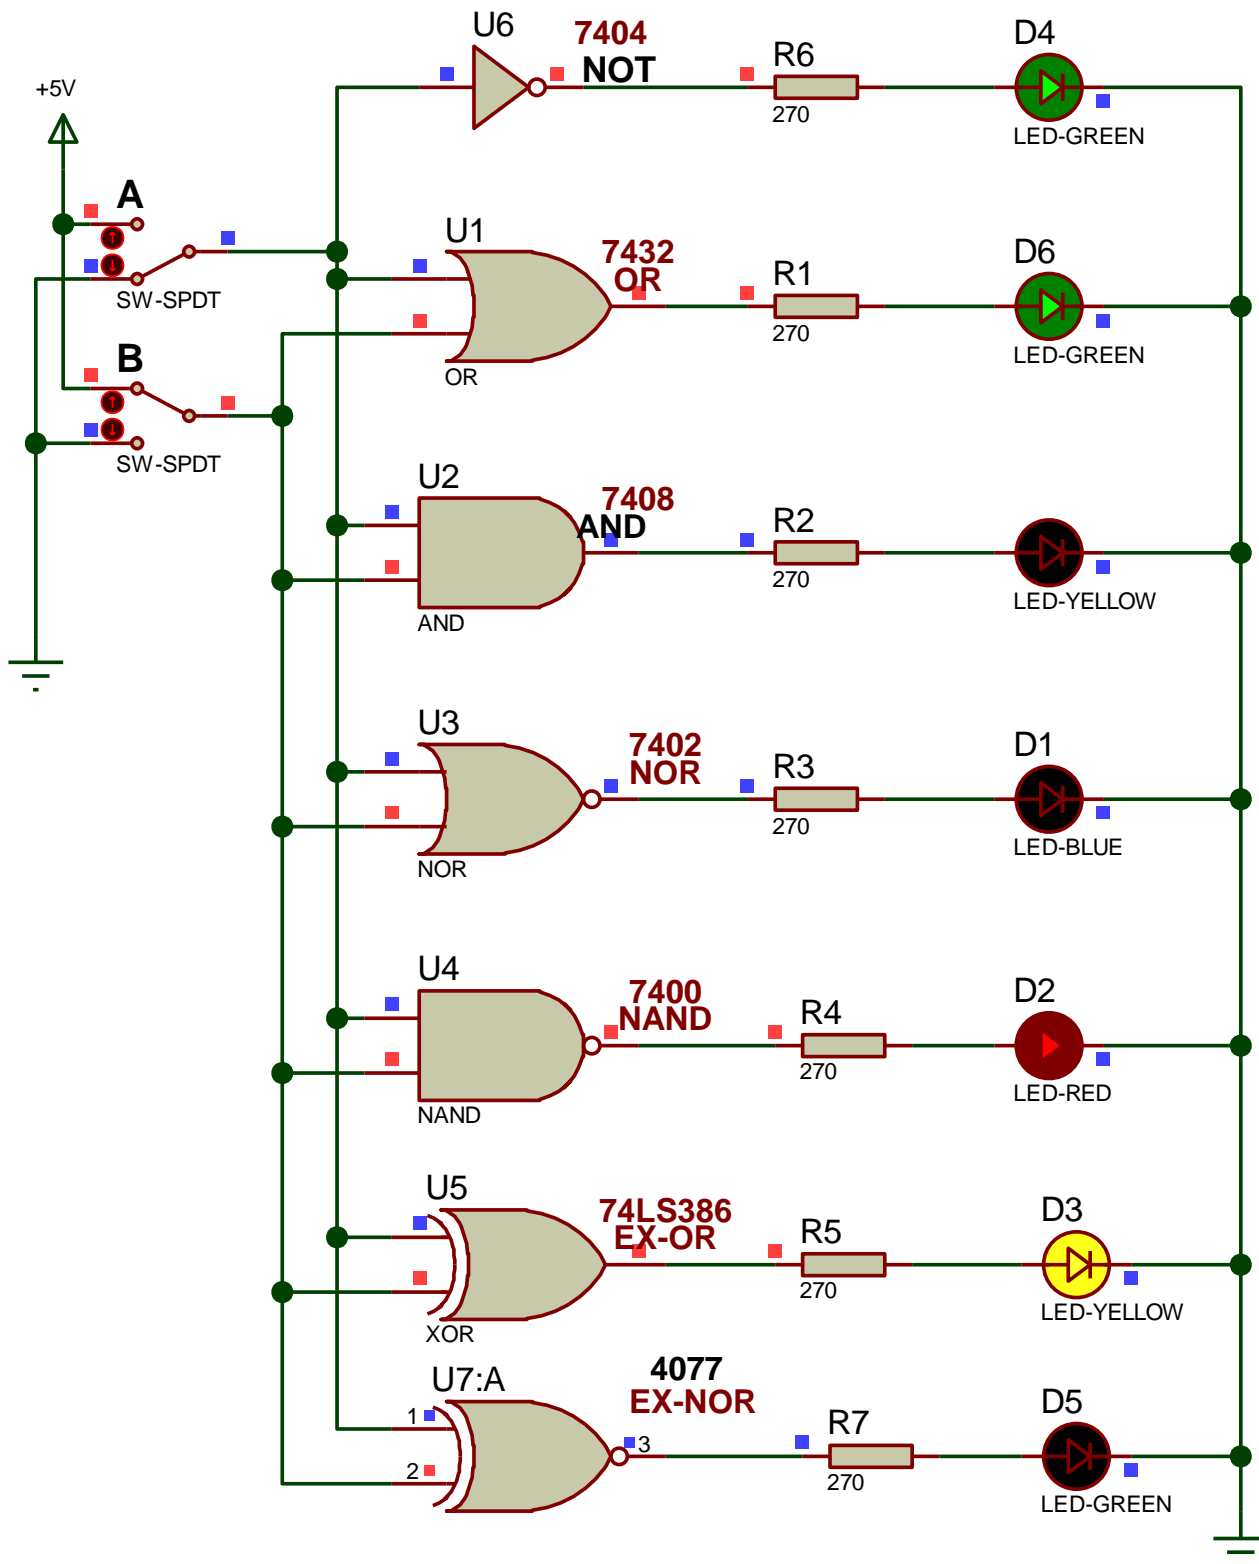 U6
7404
NOT
R6
270
D4
LED-GREEN
+5V
A
SW-SPDT
U1
7432
OR
OR
R1
270
D6
LED-GREEN
B
SW-SPDT
U2
7408
AND
AND
R2
270
LED-YELLOW
U3
7402
NOR
NOR
R3
270
D1
LED-BLUE
U4
7400
NAND
NAND
R4
270
D2
LED-RED
U5
74LS386
EX-OR
XOR
R5
270
D3
LED-YELLOW
U7:A
4077
EX-NOR
1
2
3
R7
270
D5
LED-GREEN